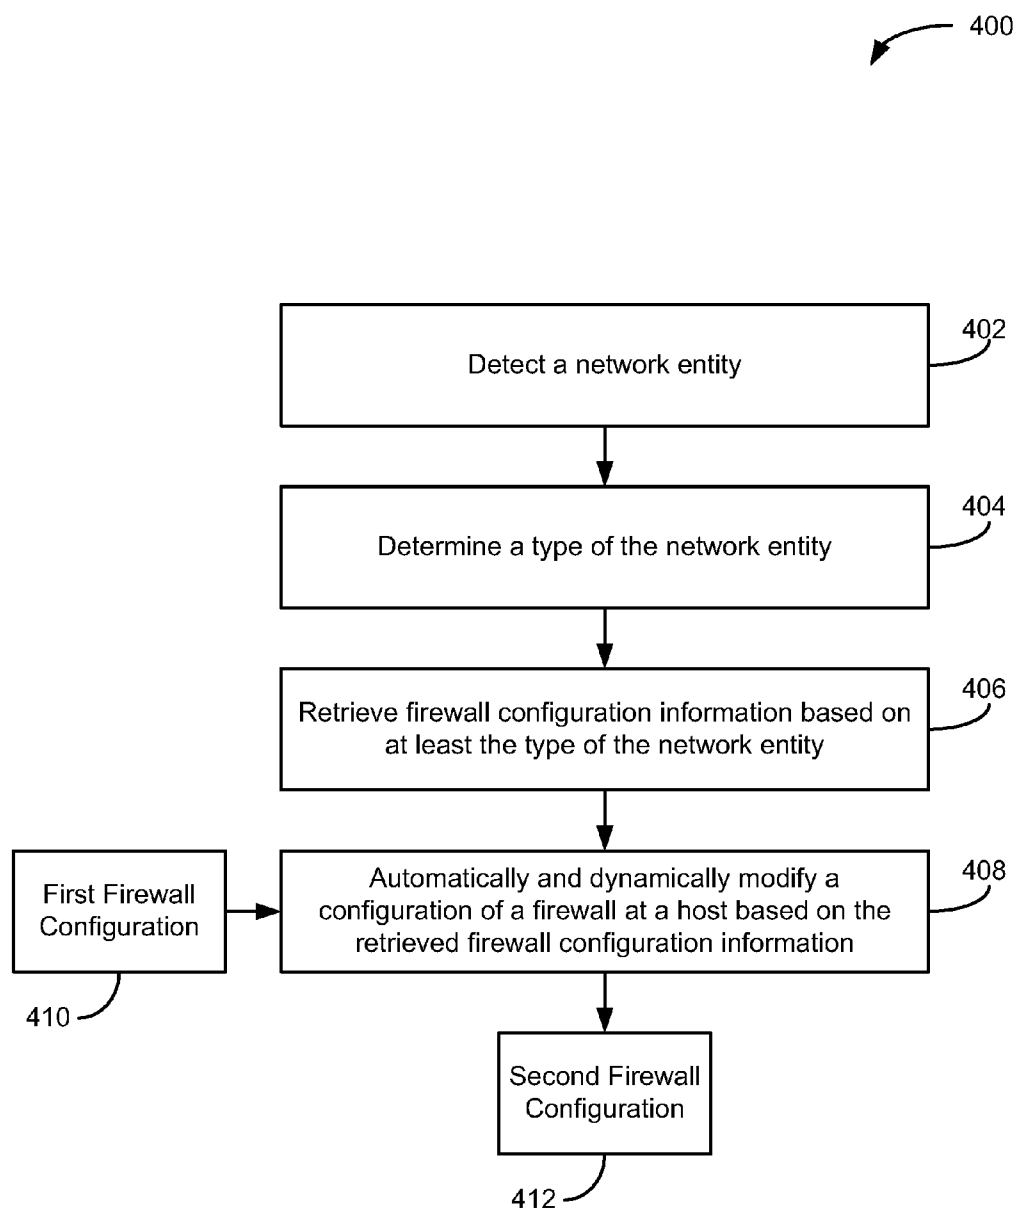 400
402
Detect a network entity
404
Determine a type of the network entity
406
Retrieve firewall configuration information based on
at least the type of the network entity
408
Automatically and dynamically modify a
configuration of a firewall at a host based on the
retrieved firewall configuration information
First Firewall
Configuration
410
Second Firewall
Configuration
412